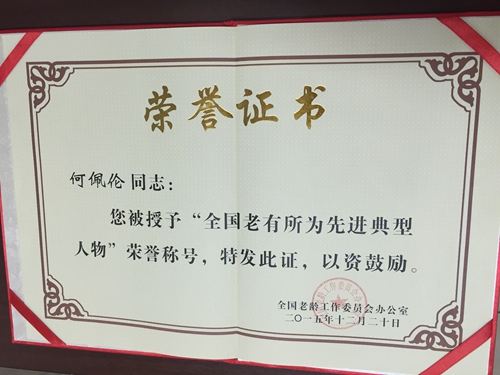 荣誉证书
何佩伦同志：
您被授予“全国老有所为先进典型
人物”荣誉称号，特发此证，以资鼓励。
全国老龄工作委员会办公室
二〇一五年十二月二十日